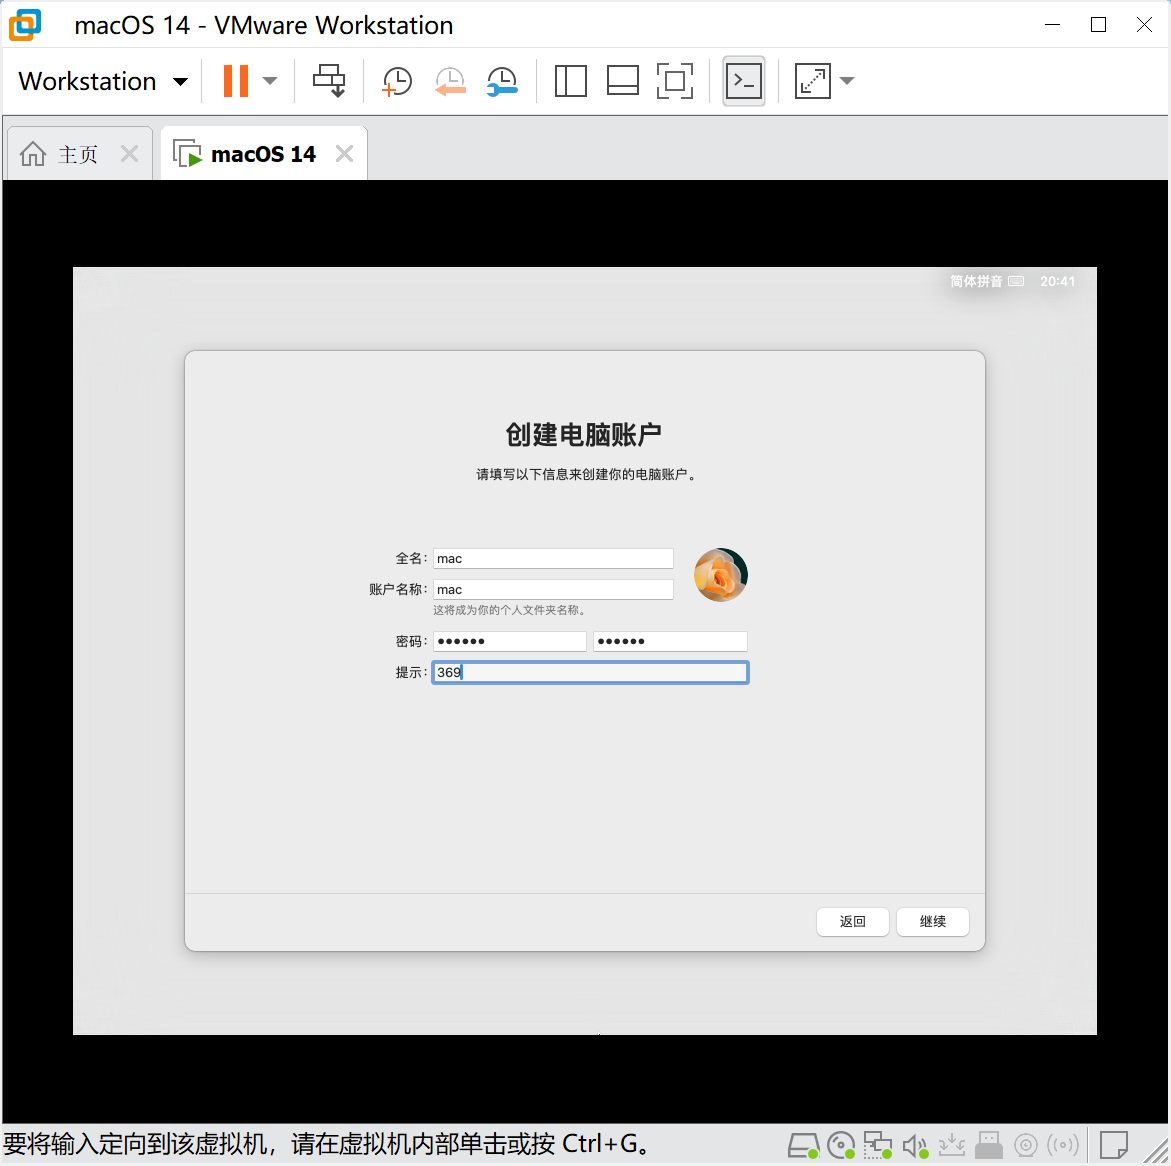 macOS 14 - VMware Workstation
Workstation
主页
macOS 14
简体拼音 20:41
创建电脑账户
请填写以下信息来创建你的电脑账户。
全名: mac
账户名称: mac
这将成为你的个人文件夹名称。
密码: ●●●●●● ●●●●●●
提示: 369
返回 继续
要将输入定向到该虚拟机，请在虚拟机内部单击或按 Ctrl+G。